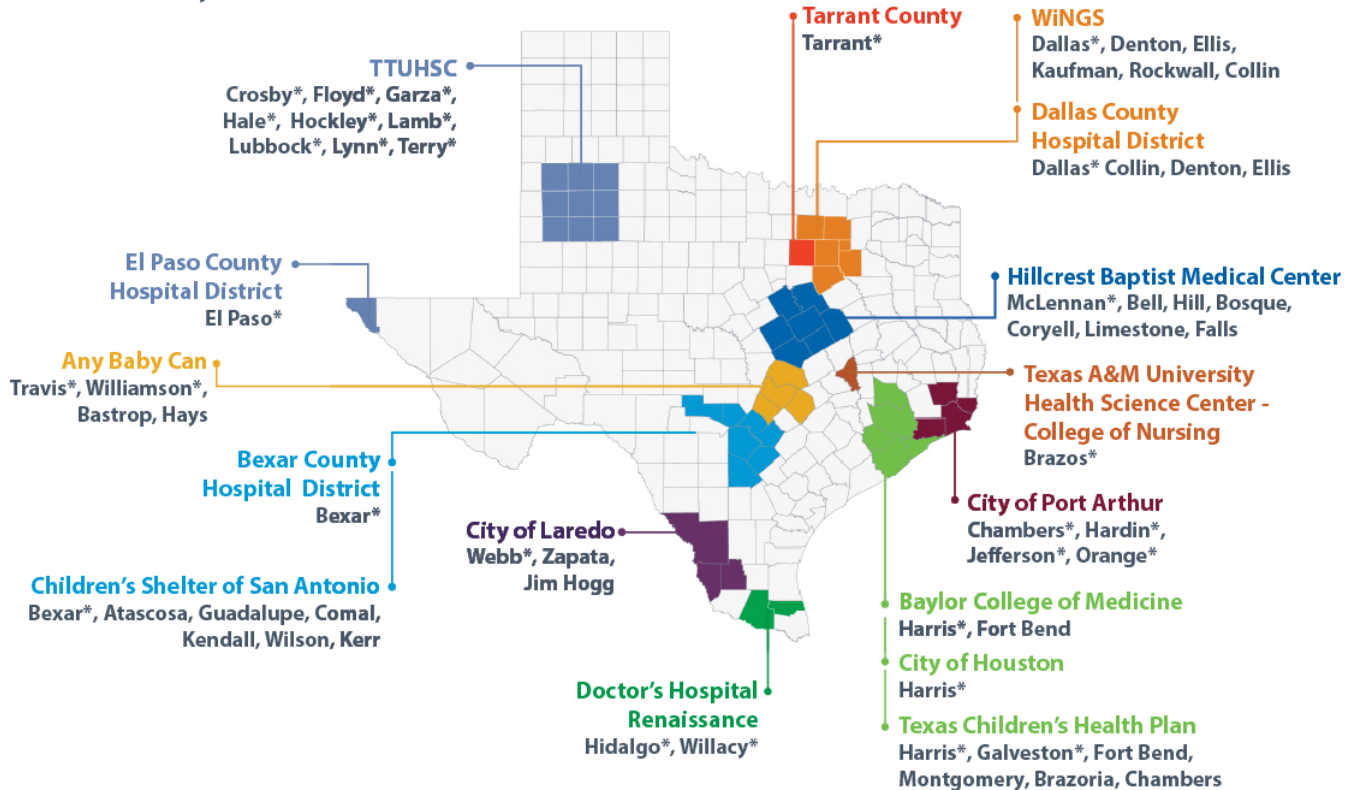 Tarrant County
Tarrant*
WiNGS
Dallas*, Denton, Ellis,
Kaufman, Rockwall, Collin
TTUHSC
Crosby*, Floyd*, Garza*,
Hale*, Hockley*, Lamb*,
Lubbock*, Lynn*, Terry*
Dallas County
Hospital District
Dallas* Collin, Denton, Ellis
El Paso County
Hospital District
El Paso*
Hillcrest Baptist Medical Center
McLennan*, Bell, Hill, Bosque,
Coryell, Limestone, Falls
Any Baby Can
Travis*, Williamson*,
Bastrop, Hays
Texas A&M University
Health Science Center -
College of Nursing
Brazos*
Bexar County
Hospital District
Bexar*
City of Port Arthur
Chambers*, Hardin*,
Jefferson*, Orange*
City of Laredo
Webb*, Zapata,
Jim Hogg
Children's Shelter of San Antonio
Bexar*, Atascosa, Guadalupe, Comal,
Kendall, Wilson, Kerr
Baylor College of Medicine
Harris*, Fort Bend
City of Houston
Harris*
Doctor's Hospital
Renaissance
Hidalgo*, Willacy*
Texas Children's Health Plan
Harris*, Galveston*, Fort Bend,
Montgomery, Brazoria, Chambers